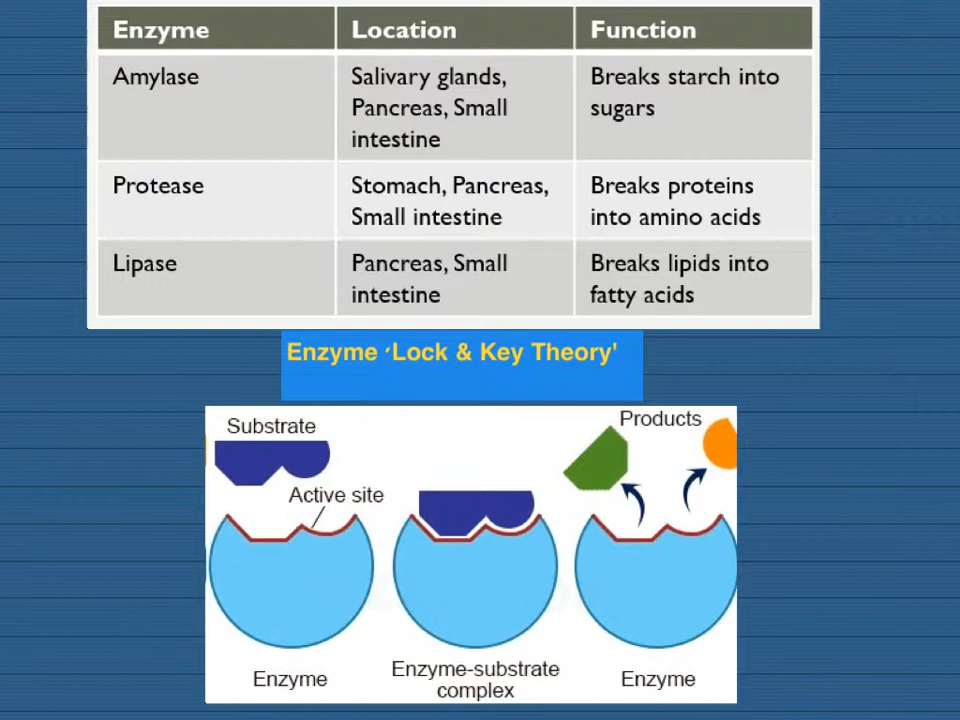 Enzyme Location Function
Amylase Salivary glands, Breaks starch into
Pancreas, Small sugars
intestine
Protease Stomach, Pancreas, Breaks proteins
Small intestine into amino acids
Lipase Pancreas, Small Breaks lipids into
intestine fatty acids
Enzyme ‘Lock & Key Theory'
Substrate
Products
Active site
Enzyme
Enzyme-substrate
complex
Enzyme